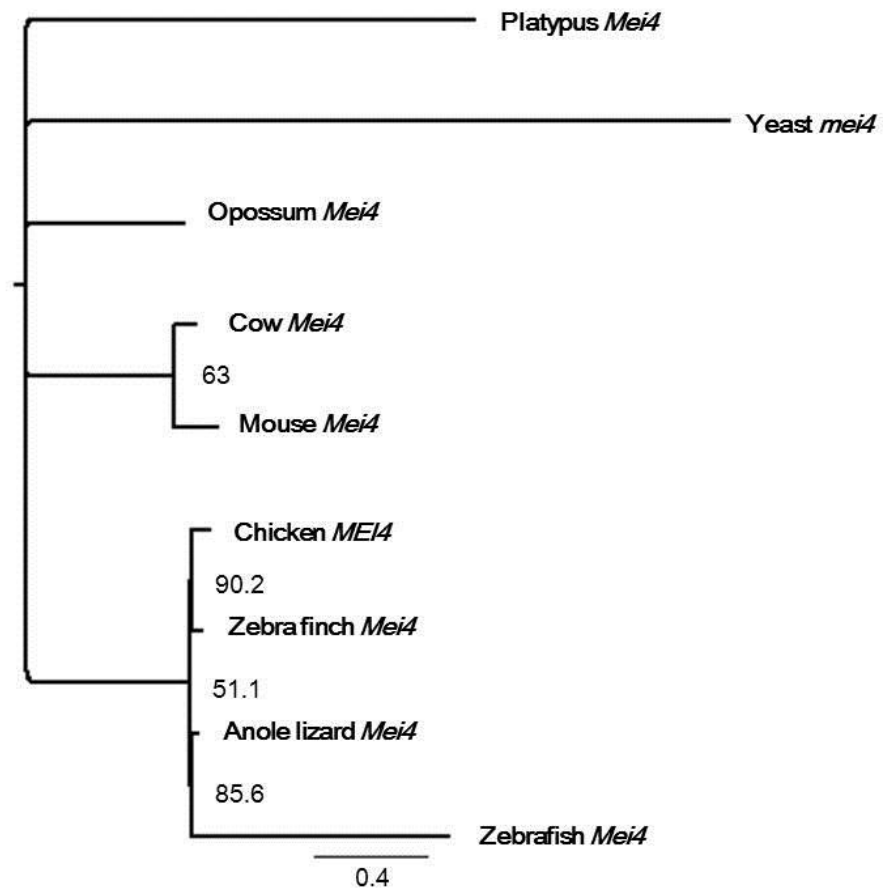 Platypus Mei4
Yeast mei4
Opossum Mei4
Cow Mei4
63
Mouse Mei4
Chicken MEI4
90.2
Zebra finch Mei4
51.1
Anole lizard Mei4
85.6
Zebrafish Mei4
0.4